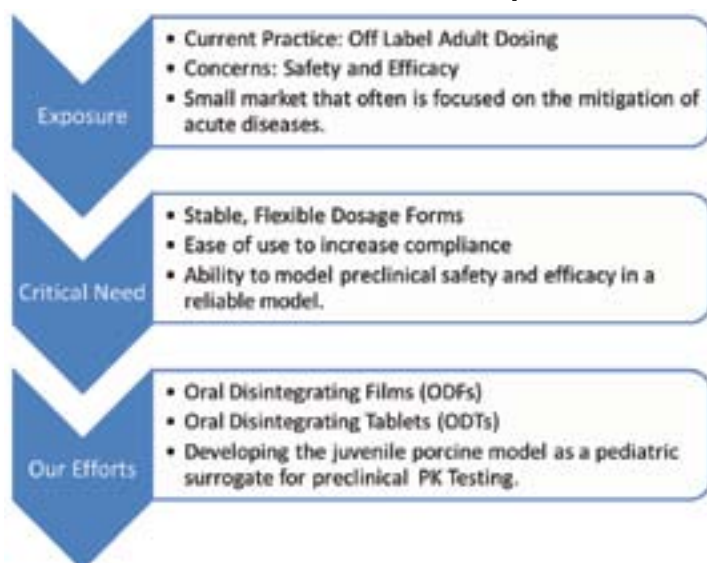 Exposure
• Current Practice: Off Label Adult Dosing
• Concerns: Safety and Efficacy
• Small market that often is focused on the mitigation of
acute diseases.
Critical Need
• Stable, Flexible Dosage Forms
• Ease of use to increase compliance
• Ability to model preclinical safety and efficacy in a
reliable model.
Our Efforts
• Oral Disintegrating Films (ODFs)
• Oral Disintegrating Tablets (ODTs)
• Developing the juvenile porcine model as a pediatric
surrogate for preclinical PK Testing.